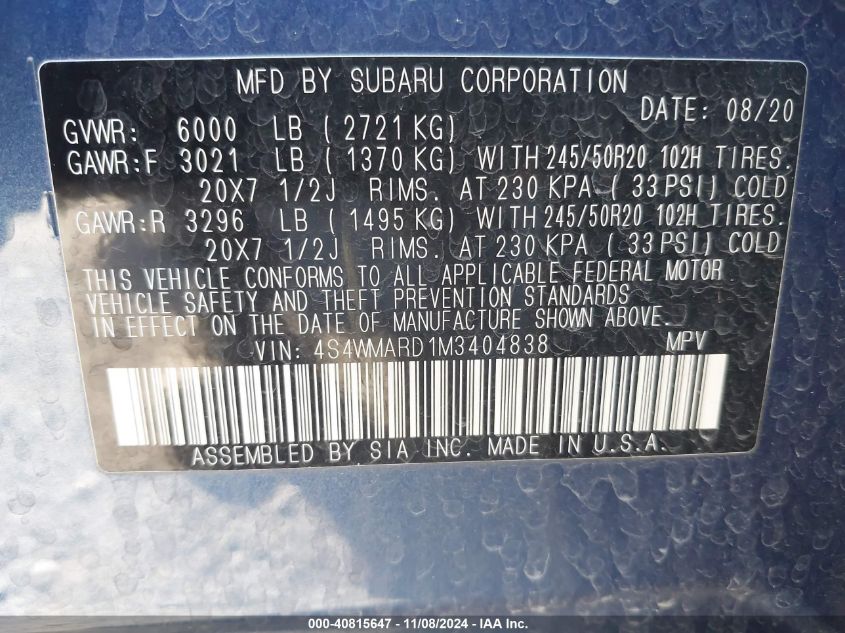 MFD BY SUBARU CORPORATION
DATE: 08/20
GVWR: 6000 LB ( 2721 KG)
GAWR:F 3021 LB ( 1370 KG) WITH 245/50R20 102H TIRES.
20X7 1/2J RIMS. AT 230 KPA ( 33 PSI) COLD
GAWR:R 3296 LB ( 1495 KG) WITH 245/50R20 102H TIRES.
20X7 1/2J RIMS. AT 230 KPA ( 33 PSI) COLD
THIS VEHICLE CONFORMS TO ALL APPLICABLE FEDERAL MOTOR
VEHICLE SAFETY AND THEFT PREVENTION STANDARDS
IN EFFECT ON THE DATE OF MANUFACTURE SHOWN ABOVE.
VIN: 4S4WMARD1M3404838 MPV
ASSEMBLED BY SIA INC. MADE IN U.S.A.
000-40815647 - 11/08/2024 - IAA Inc.